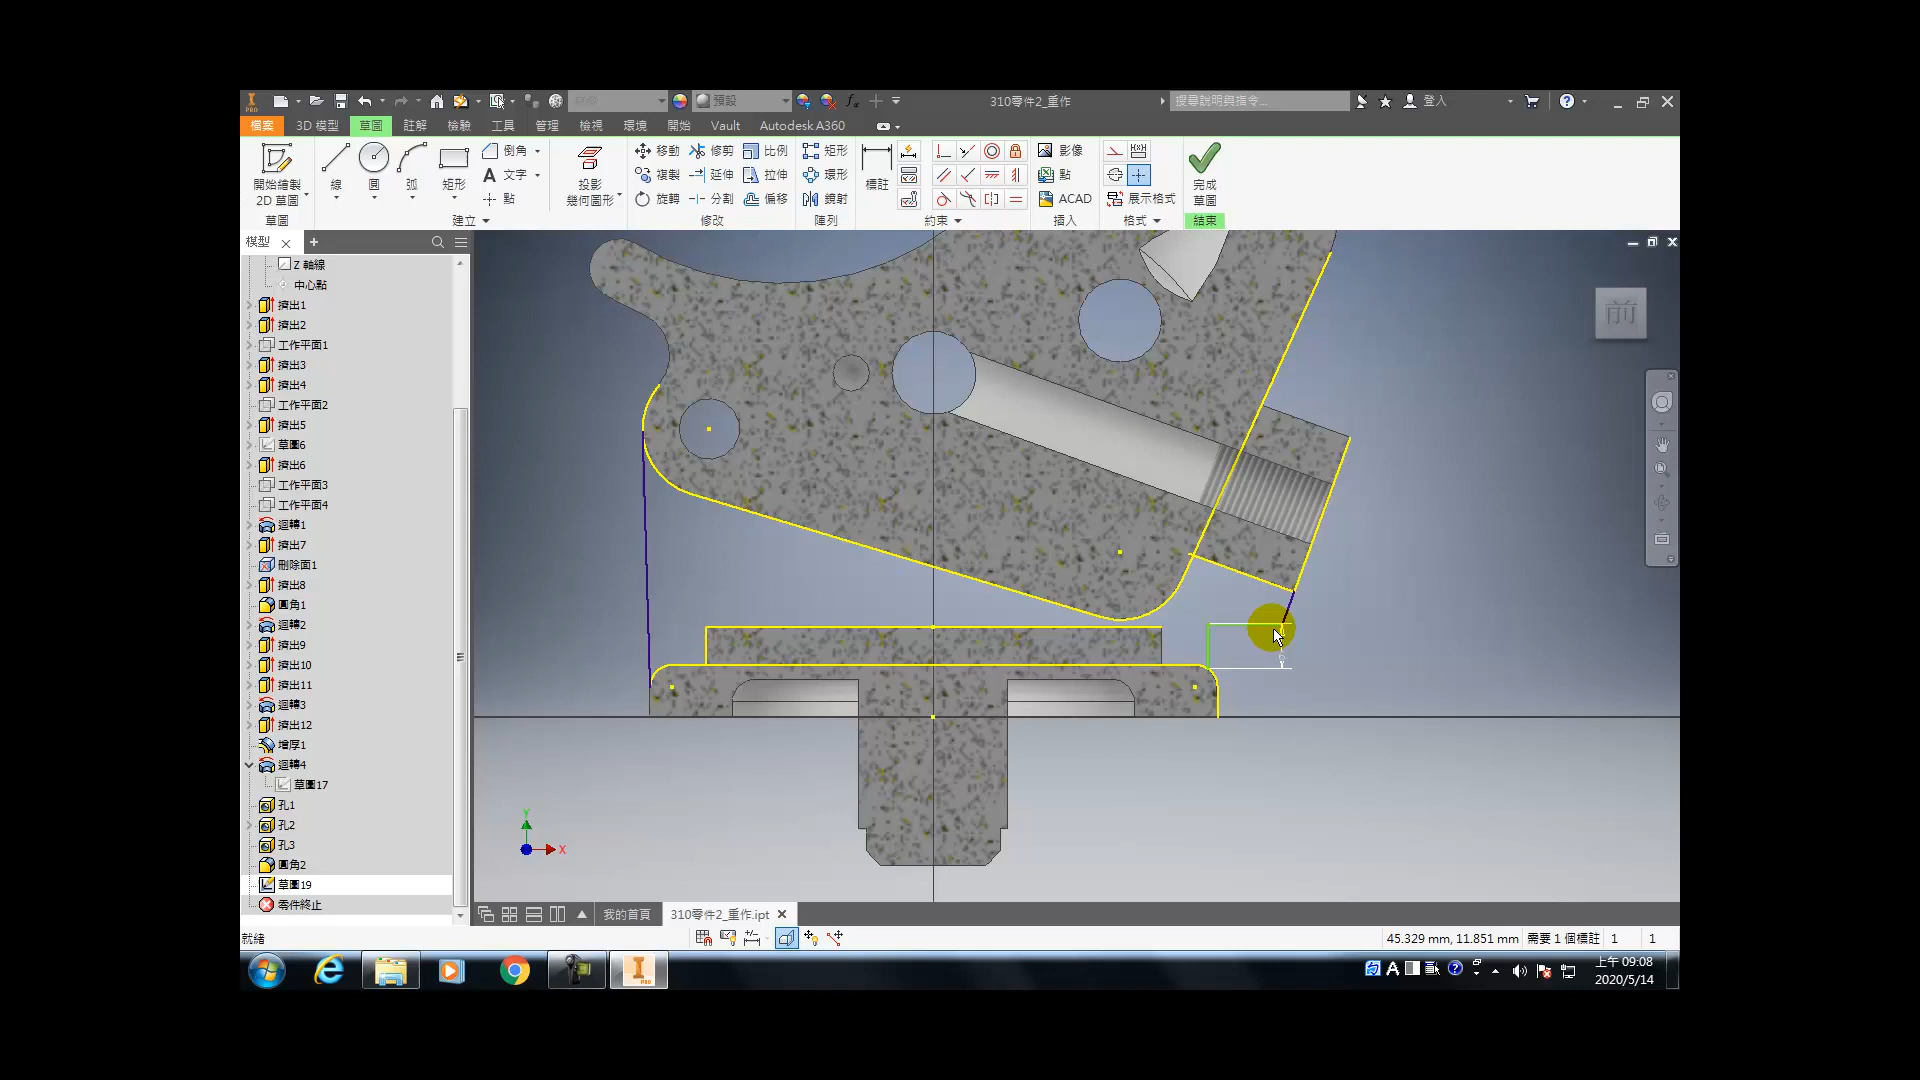 310零件2_重作
搜尋說明與指令...
登入
預設
檔案
3D 模型
草圖
註解
檢驗
工具
管理
檢視
環境
開始
Vault
Autodesk A360
開始繪製
2D 草圖
草圖
線
圓
弧
矩形
倒角
文字
點
建立
投影
幾何圖形
移動
修剪
比例
複製
延伸
拉伸
旋轉
分割
偏移
修改
矩形
環形
鏡射
陣列
標註
約束
影像
點
ACAD
插入
展示格式
格式
完成
草圖
結束
模型
Z 軸線
中心點
擠出1
擠出2
工作平面1
擠出3
擠出4
工作平面2
擠出5
草圖6
擠出6
工作平面3
工作平面4
迴轉1
擠出7
刪除面1
擠出8
圓角1
迴轉2
擠出9
擠出10
擠出11
迴轉3
擠出12
增厚1
迴轉4
草圖17
孔1
孔2
孔3
圓角2
草圖19
零件終止
前
Y
X
我的首頁
310零件2_重作.ipt
就緒
45.329 mm, 11.851 mm
需要 1 個標註
1
1
上午 09:08
2020/5/14